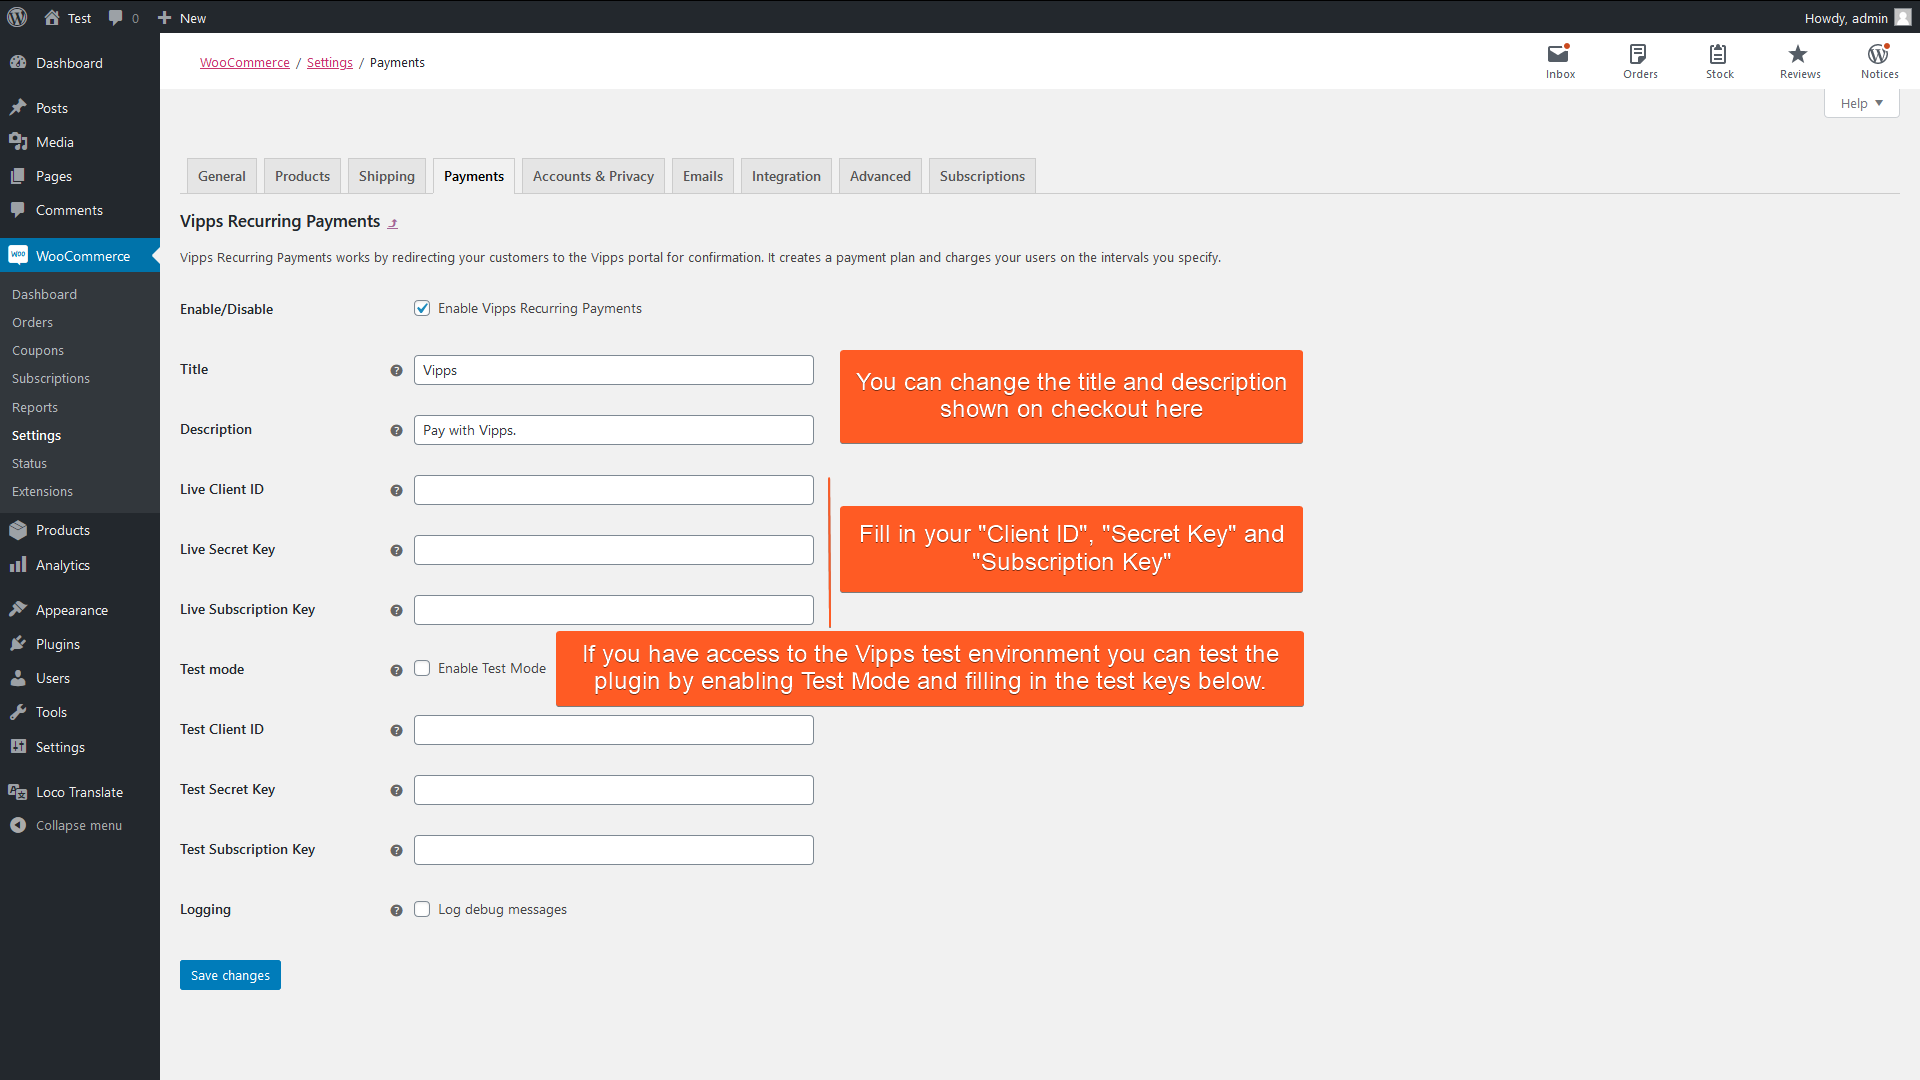 Test
0
New
Howdy, admin
Dashboard
Posts
Media
Pages
Comments
WOO
WooCommerce
Dashboard
Orders
Coupons
Subscriptions
Reports
Settings
Status
Extensions
Products
Analytics
Appearance
Plugins
Users
Tools
Settings
Loco Translate
Collapse menu
WooCommerce / Settings / Payments
Inbox
Orders
Stock
Reviews
Notices
Help
General
Products
Shipping
Payments
Accounts & Privacy
Emails
Integration
Advanced
Subscriptions
Vipps Recurring Payments
Vipps Recurring Payments works by redirecting your customers to the Vipps portal for confirmation. It creates a payment plan and charges your users on the intervals you specify.
Enable/Disable
Enable Vipps Recurring Payments
Title
Vipps
You can change the title and description
shown on checkout here
Description
Pay with Vipps.
Live Client ID
Live Secret Key
Fill in your "Client ID", "Secret Key" and
"Subscription Key"
Live Subscription Key
Test mode
Enable Test Mode
If you have access to the Vipps test environment you can test the
plugin by enabling Test Mode and filling in the test keys below.
Test Client ID
Test Secret Key
Test Subscription Key
Logging
Log debug messages
Save changes